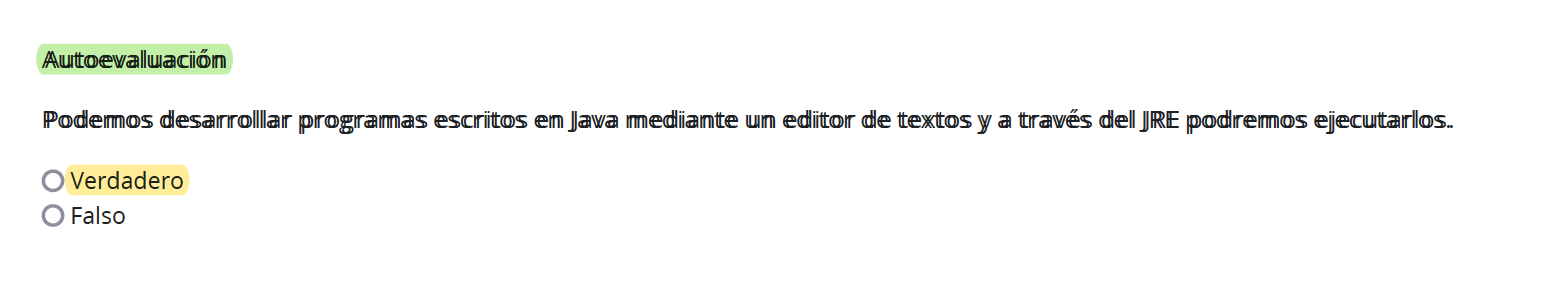 Autoevaluación
Podemos desarrollar programas escritos en Java mediante un editor de textos y a través del JRE podremos ejecutarlos.
Verdadero
Falso